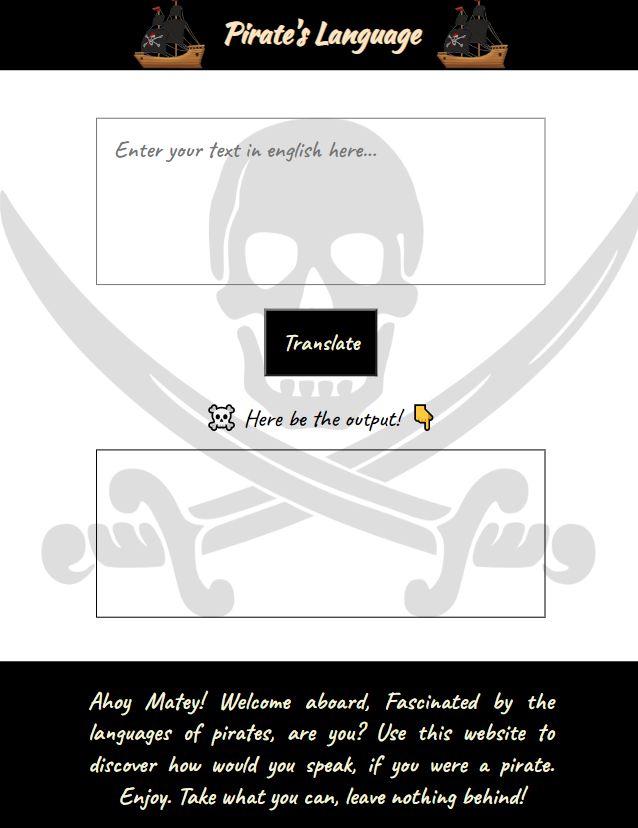 Pirate's Language
Enter your text in english here...
Translate
☠️ Here be the output! 👇
Ahoy Matey! Welcome aboard, Fascinated by the
languages of pirates, are you? Use this website to
discover how would you speak, if you were a pirate.
Enjoy. Take what you can, leave nothing behind!